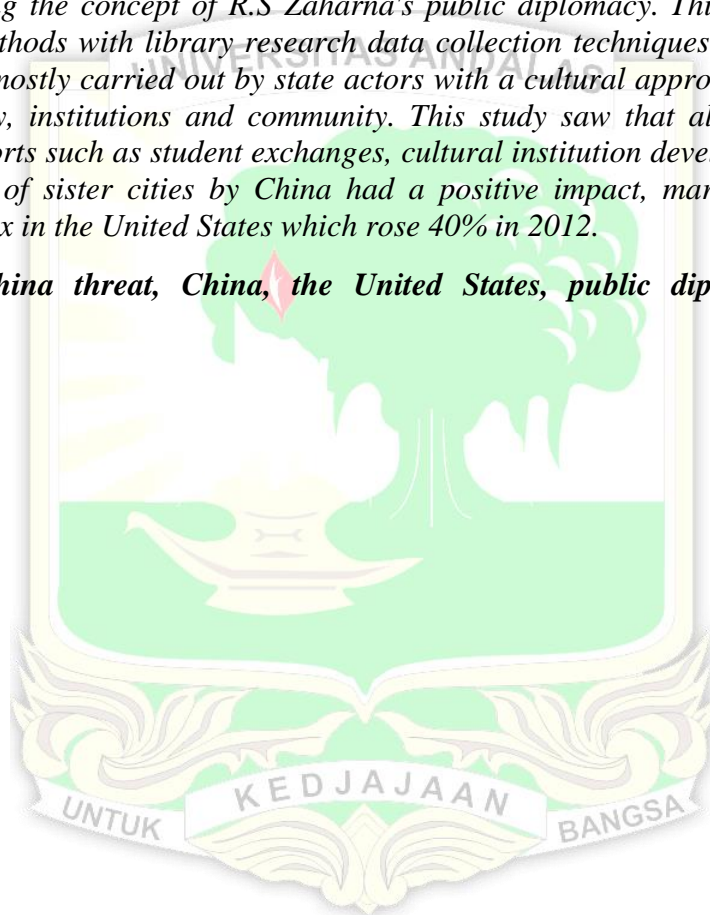 ng the concept of R.S Zaharna's public diplomacy. Thi
ethods with library research data collection techniques
mostly carried out by state actors with a cultural appro
y, institutions and community. This study saw that al
orts such as student exchanges, cultural institution deve
of sister cities by China had a positive impact, mar
x in the United States which rose 40% in 2012.
hina threat, China, the United States, public dip
UNIVERSITAS ANDALAS
UNTUK KEDJAJAAN BANGSA